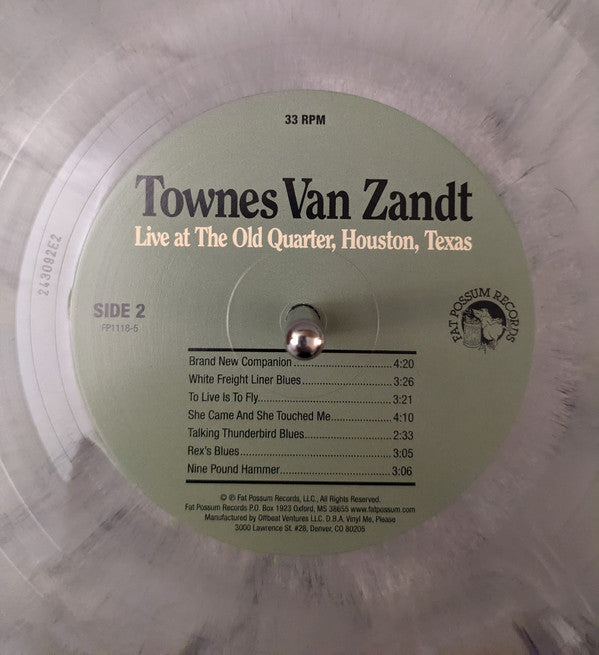 33 RPM
Townes Van Zandt
Live at The Old Quarter, Houston, Texas
243092E2
SIDE 2
FP1118-5
FAT POSSUM RECORDS
Brand New Companion 4:20
White Freight Liner Blues 3:26
To Live Is To Fly 3:21
She Came And She Touched Me 4:10
Talking Thunderbird Blues 2:33
Rex's Blues 3:05
Nine Pound Hammer 3:06
© ℗ Fat Possum Records, LLC., All Rights Reserved.
Fat Possum Records P.O. Box 1923 Oxford, MS 38655 www.fatpossum.com
Manufactured by Offbeat Ventures LLC. D.B.A. Vinyl Me, Please
3000 Lawrence St. #28, Denver, CO 80205